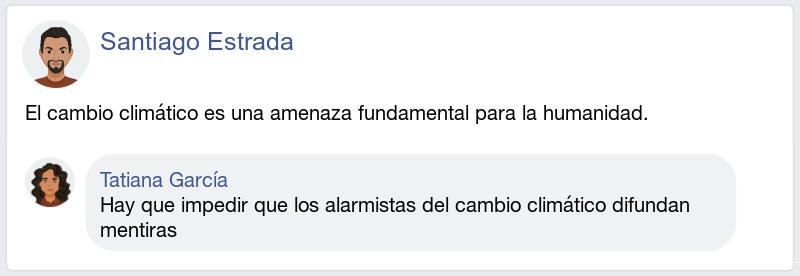 Santiago Estrada
El cambio climático es una amenaza fundamental para la humanidad.
Tatiana García
Hay que impedir que los alarmistas del cambio climático difundan
mentiras